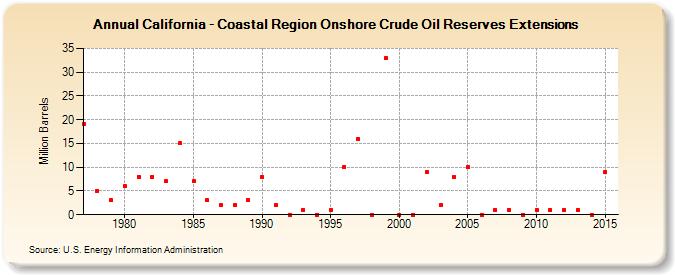 Annual California - Coastal Region Onshore Crude Oil Reserves Extensions
Million Barrels
35
30
25
20
15
10
5
0
1980 1985 1990 1995 2000 2005 2010 2015
Source: U.S. Energy Information Administration